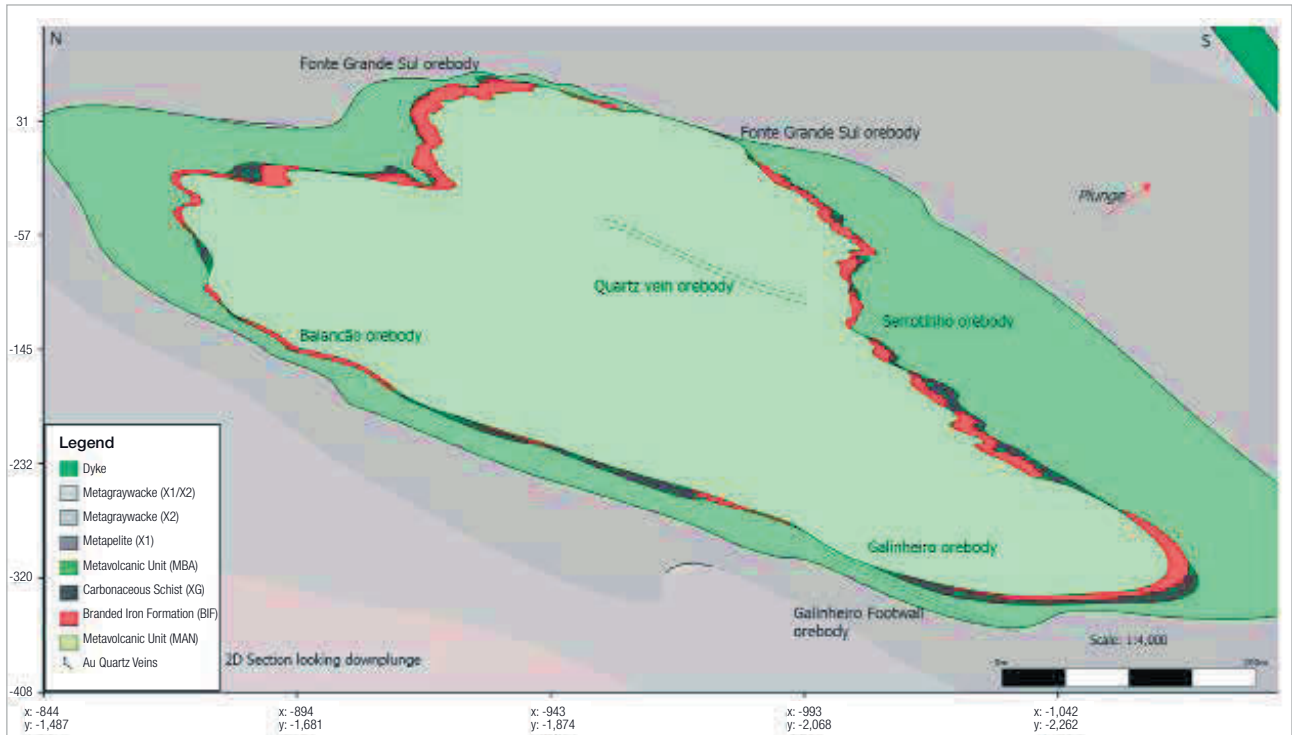 N
S
Fonte Grande Sul orebody
Fonte Grande Sul orebody
Plunge
31
-57
-145
-232
-320
-408
Quartz vein orebody
Serrotinho orebody
Balancão orebody
Galinheiro orebody
Galinheiro Footwall
orebody
Legend
Dyke
Metagraywacke (X1/X2)
Metagraywacke (X2)
Metapelite (X1)
Metavolcanic Unit (MBA)
Carbonaceous Schist (XG)
Branded Iron Formation (BIF)
Metavolcanic Unit (MAN)
Au Quartz Veins
2D Section looking downplunge
Scale: 1:4,000
0m
x: -844
y: -1,487
x: -894
y: -1,681
x: -943
y: -1,874
x: -993
y: -2,068
x: -1,042
y: -2,262